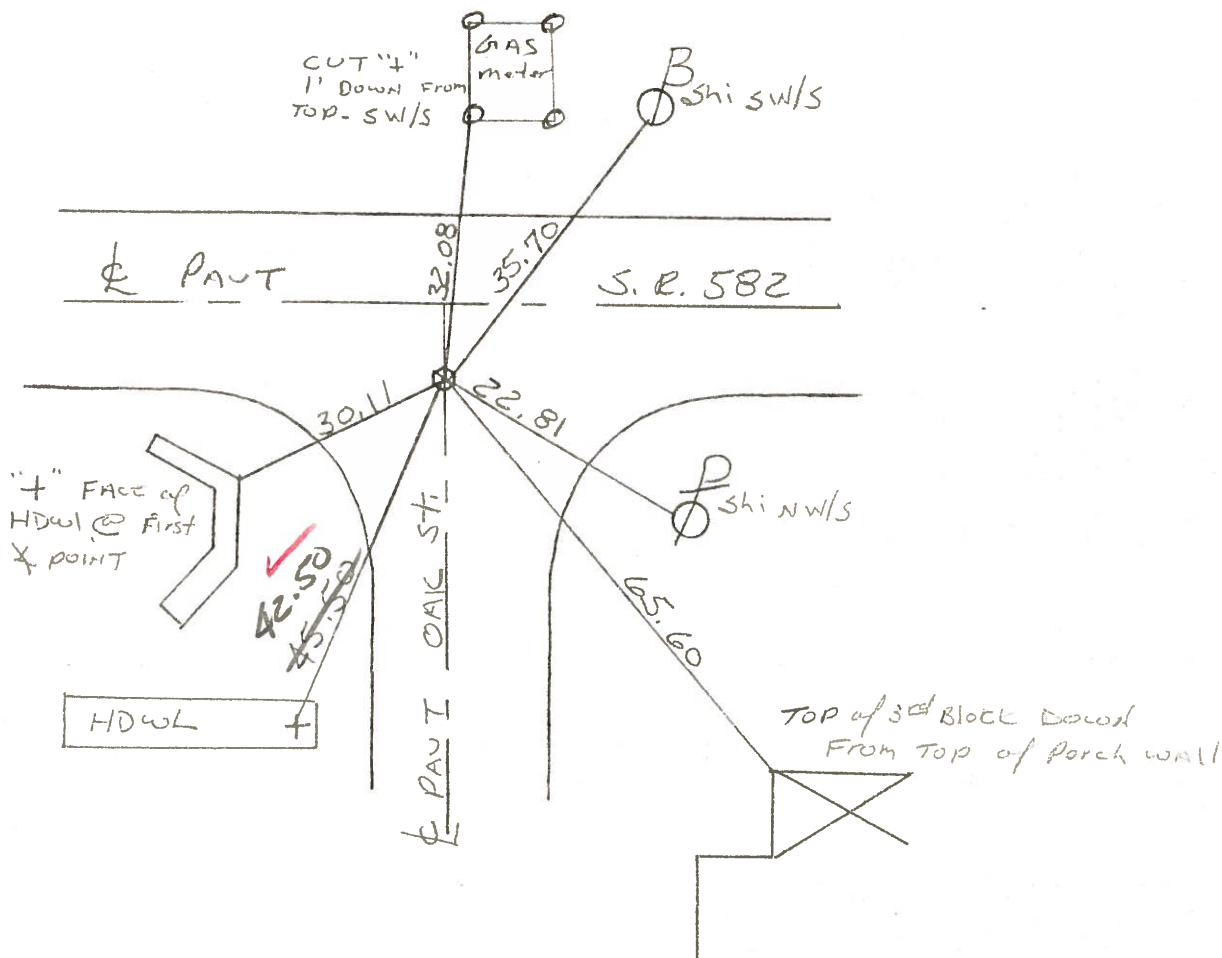 CUT "+"
1' DOWN FROM
TOP - SW/S
GAS
meter
B
Shi SW/S
32.08
35.70
℄ PAVT
S.R. 582
30.11
22.81
"+" FACE of
HDWL @ First
∠ POINT
P
Shi NW/S
42.50
45.50
65.60
℄ PAVT OAK St.
HDWL
+
TOP of 3rd BLOCK DOWN
FROM TOP of Porch WALL